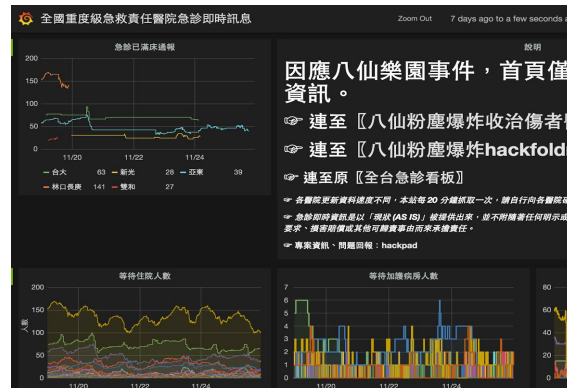 全國重度級急救責任醫院急診即時訊息
Zoom Out 7 days ago to a few seconds a
急診已滿床通報
200
150
100
50
0
11/20 11/22 11/24
台大 63 新光 28 亞東 39
林口長庚 141 雙和 27
說明
因應八仙樂園事件，首頁僅
資訊。
☞ 連至〖八仙粉塵爆炸收治傷者
☞ 連至〖八仙粉塵爆炸hackfold
☞ 連至原〖全台急診看板〗
☞ 各醫院更新資料速度不同，本站每 20 分鐘抓取一次，請自行向各醫院
☞ 急診即時資訊是以「現狀 (AS IS)」被提供出來，並不附隨著任何明示或
要求、損害賠償或其他可歸責事由而來承擔責任。
☞ 專案資訊、問題回報：hackpad
等待住院人數
人數
200
150
100
50
0
11/20 11/22 11/24
等待加護病房人數
7
6
5
4
3
2
1
0
11/20 11/22 11/24
80
60
40
20
0